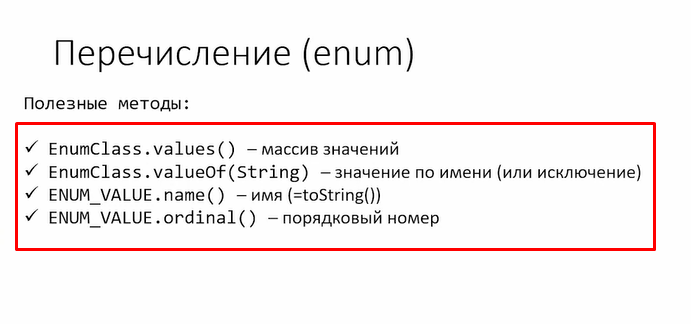 Перечисление (enum)
Полезные методы:
✓ EnumClass.values() – массив значений
✓ EnumClass.valueOf(String) – значение по имени (или исключение)
✓ ENUM_VALUE.name() – имя (=toString())
✓ ENUM_VALUE.ordinal() – порядковый номер